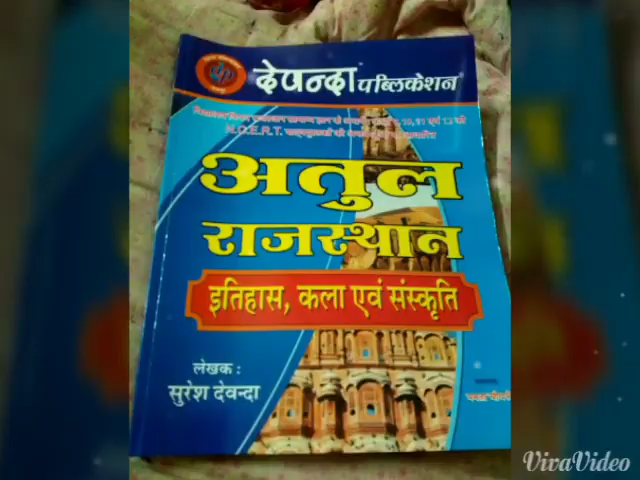 देवन्दा पब्लिकेशन
N.C.E.R.T.
अतुल
राजस्थान
इतिहास, कला एवं संस्कृति
लेखक :
सुरेश देवन्दा
VivaVideo